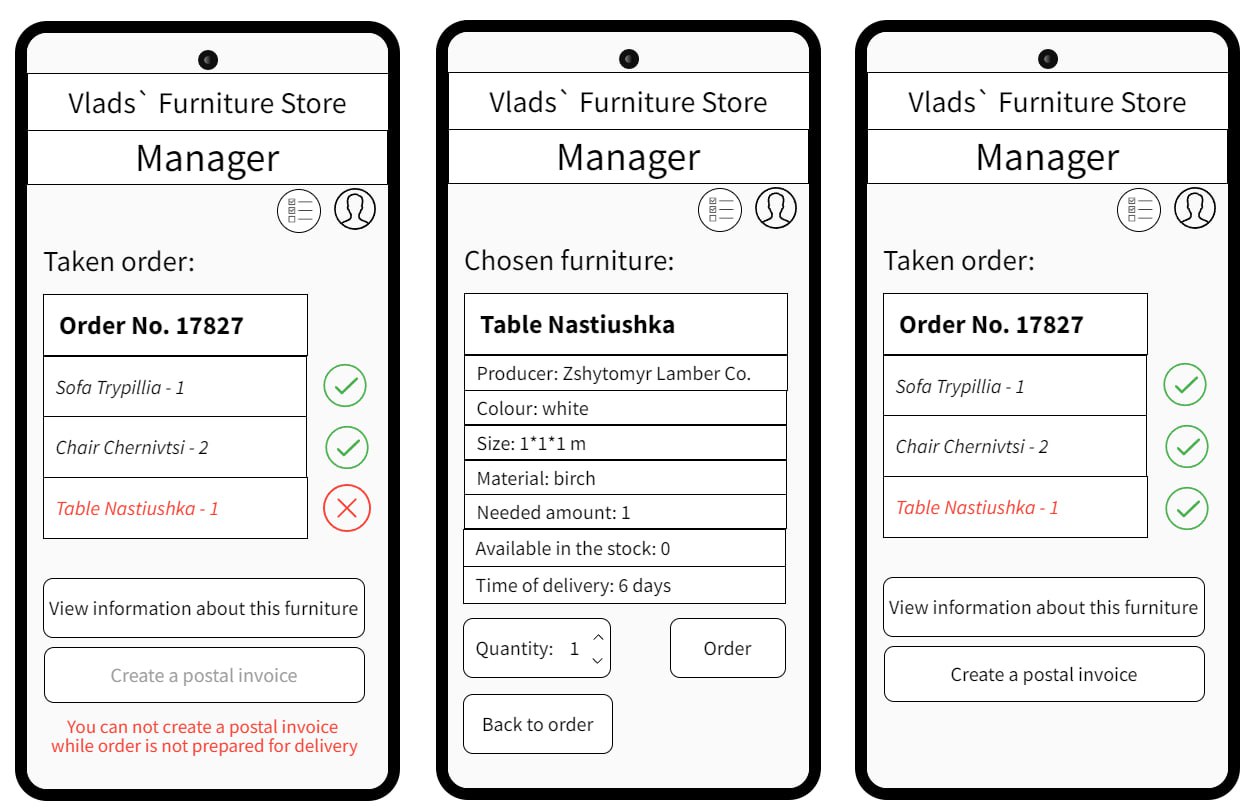 Vlads` Furniture Store
Manager
Taken order:
Order No. 17827
Sofa Trypillia - 1
Chair Chernivtsi - 2
Table Nastiushka - 1
View information about this furniture
Create a postal invoice
You can not create a postal invoice
while order is not prepared for delivery
Vlads` Furniture Store
Manager
Chosen furniture:
Table Nastiushka
Producer: Zshytomyr Lamber Co.
Colour: white
Size: 1*1*1 m
Material: birch
Needed amount: 1
Available in the stock: 0
Time of delivery: 6 days
Quantity: 1
Order
Back to order
Vlads` Furniture Store
Manager
Taken order:
Order No. 17827
Sofa Trypillia - 1
Chair Chernivtsi - 2
Table Nastiushka - 1
View information about this furniture
Create a postal invoice